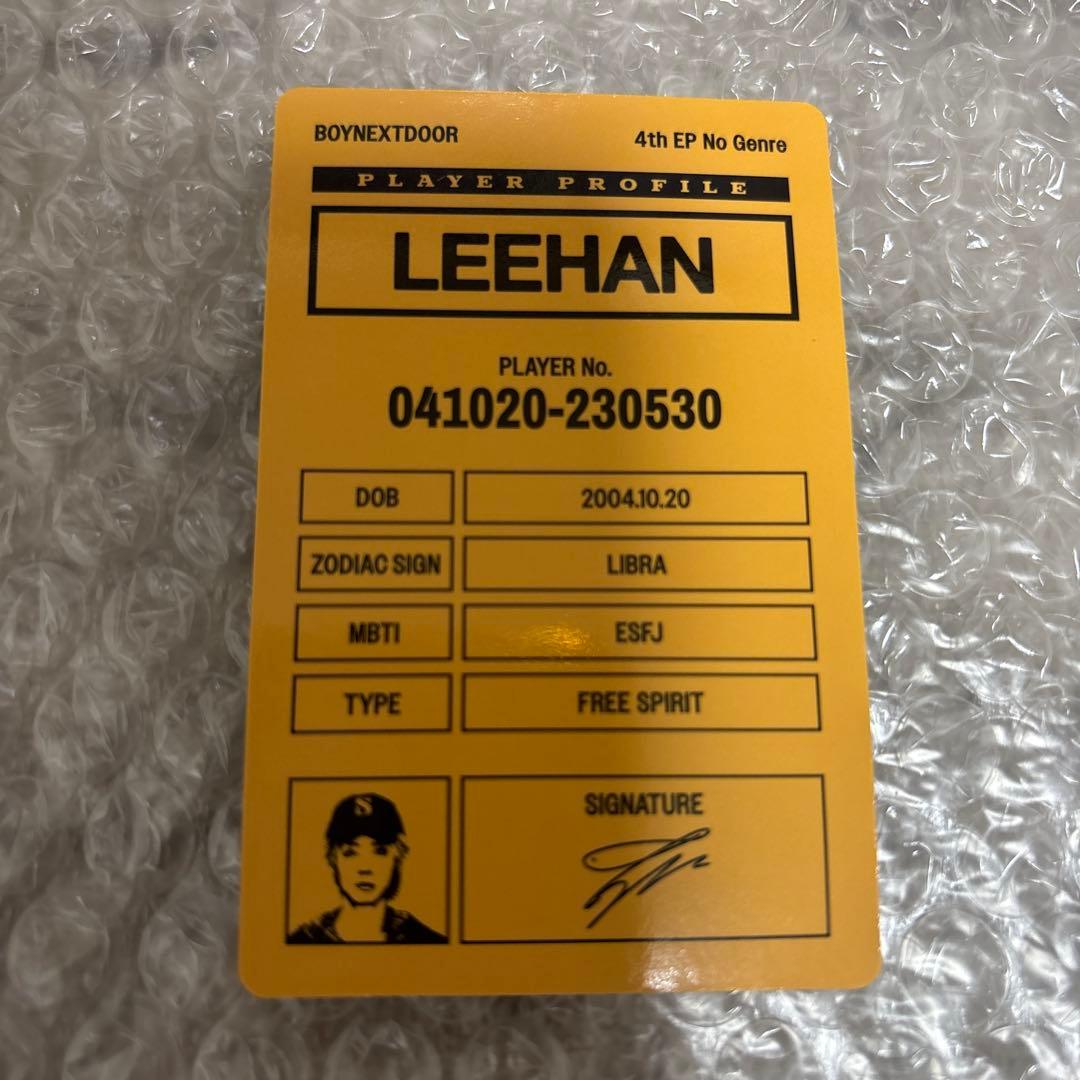 BOYNEXTDOOR 4th EP No Genre
PLAYER PROFILE
LEEHAN
PLAYER No.
041020-230530
DOB 2004.10.20
ZODIAC SIGN LIBRA
MBTI ESFJ
TYPE FREE SPIRIT
S
SIGNATURE